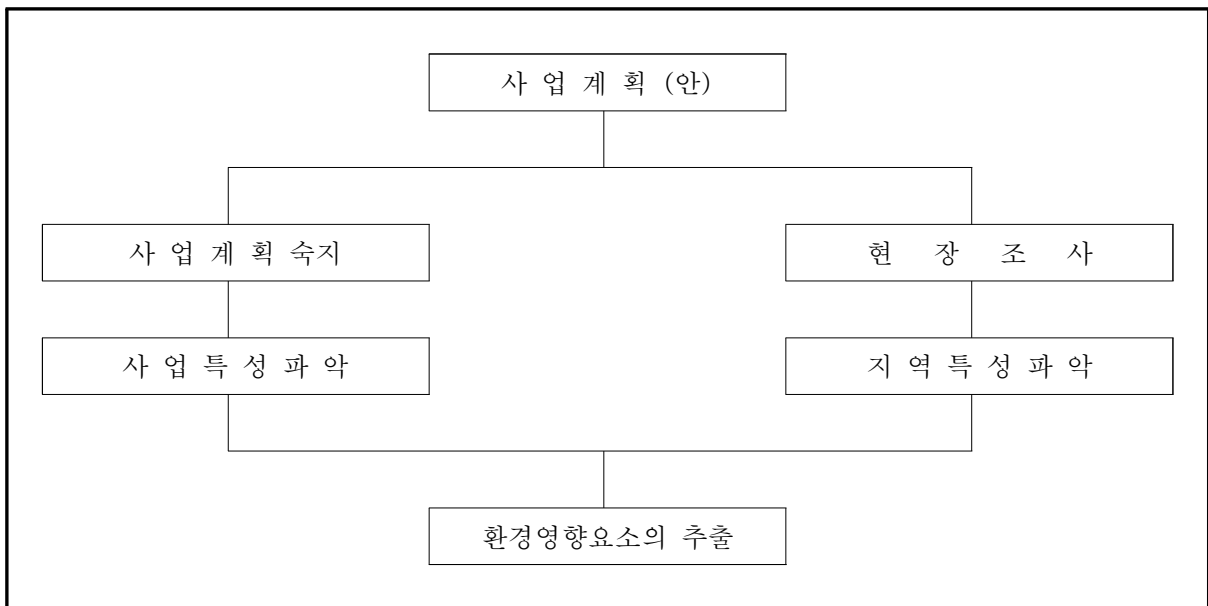 사 업 계 획 (안)
사 업 계 획 숙지
현 장 조 사
사 업 특 성 파 악
지 역 특 성 파 악
환경영향요소의 추출